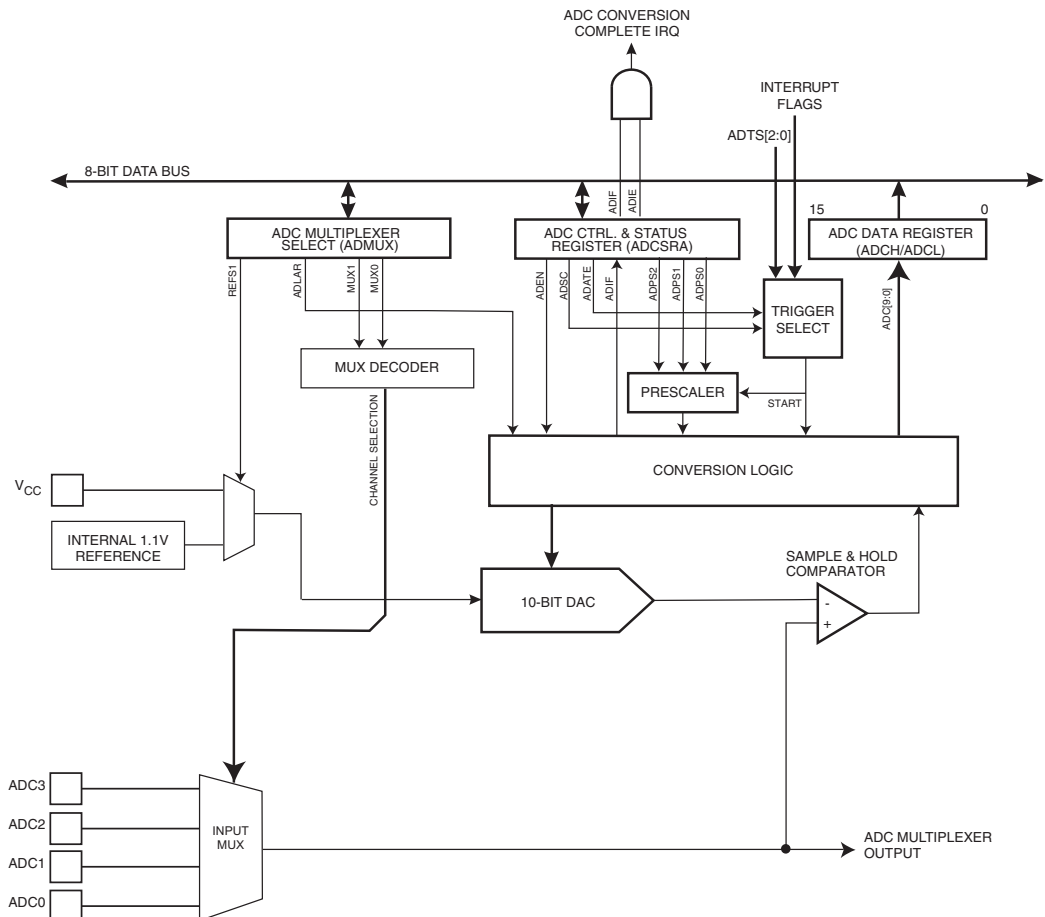 ADC CONVERSION
COMPLETE IRQ
INTERRUPT
FLAGS
ADTS[2:0]
8-BIT DATA BUS
ADIF
ADIE
15
0
ADC MULTIPLEXER
SELECT (ADMUX)
ADC CTRL. & STATUS
REGISTER (ADCSRA)
ADC DATA REGISTER
(ADCH/ADCL)
REFS1
ADLAR
MUX1
MUX0
ADEN
ADSC
ADATE
ADIF
ADPS2
ADPS1
ADPS0
ADC[9:0]
TRIGGER
SELECT
MUX DECODER
PRESCALER
START
CHANNEL SELECTION
CONVERSION LOGIC
VCC
INTERNAL 1.1V
REFERENCE
SAMPLE & HOLD
COMPARATOR
10-BIT DAC
-
+
ADC3
ADC2
INPUT
MUX
ADC1
ADC0
ADC MULTIPLEXER
OUTPUT